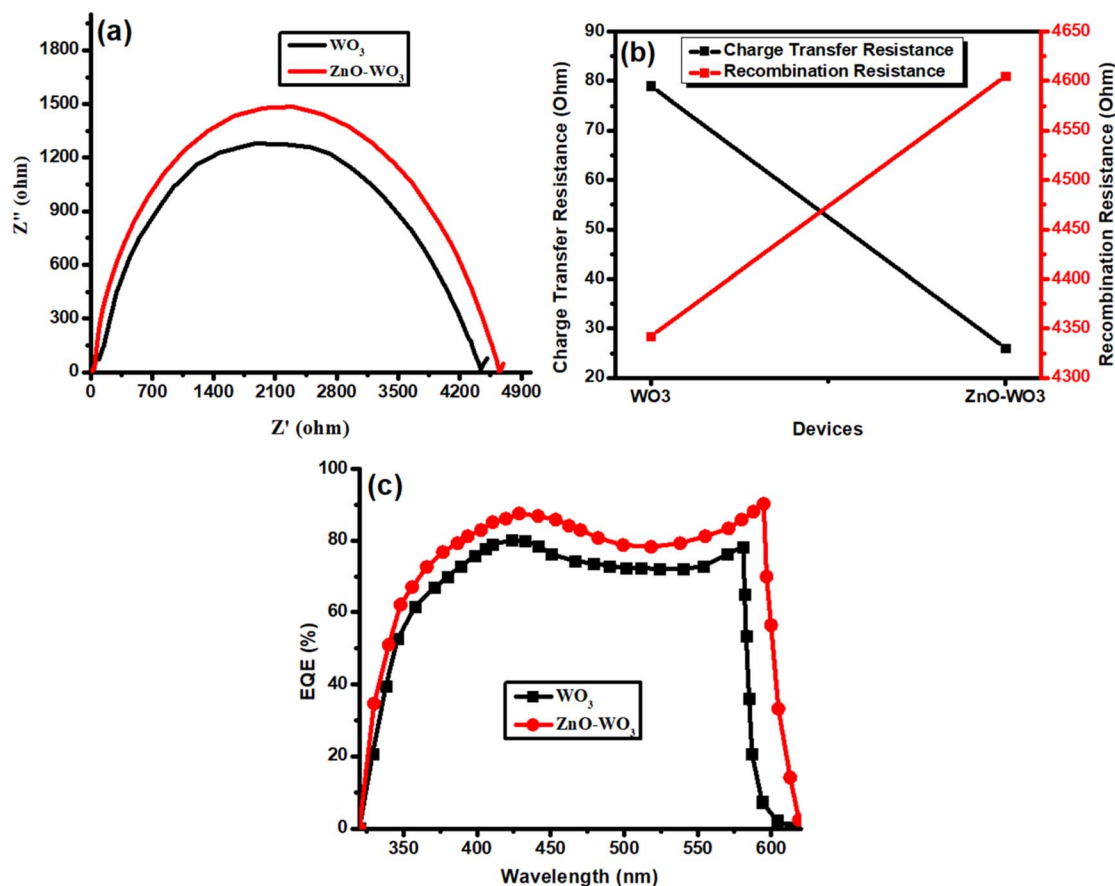 (a)
WO3
ZnO-WO3
1800
1500
1200
900
600
300
0
Z" (ohm)
0 700 1400 2100 2800 3500 4200 4900
Z' (ohm)
(b)
Charge Transfer Resistance
Recombination Resistance
90
80
70
60
50
40
30
20
Charge Transfer Resistance (Ohm)
4650
4600
4550
4500
4450
4400
4350
4300
Recombination Resistance (Ohm)
WO3 ZnO-WO3
Devices
(c)
100
80
60
40
20
0
EQE (%)
WO3
ZnO-WO3
350 400 450 500 550 600
Wavelength (nm)